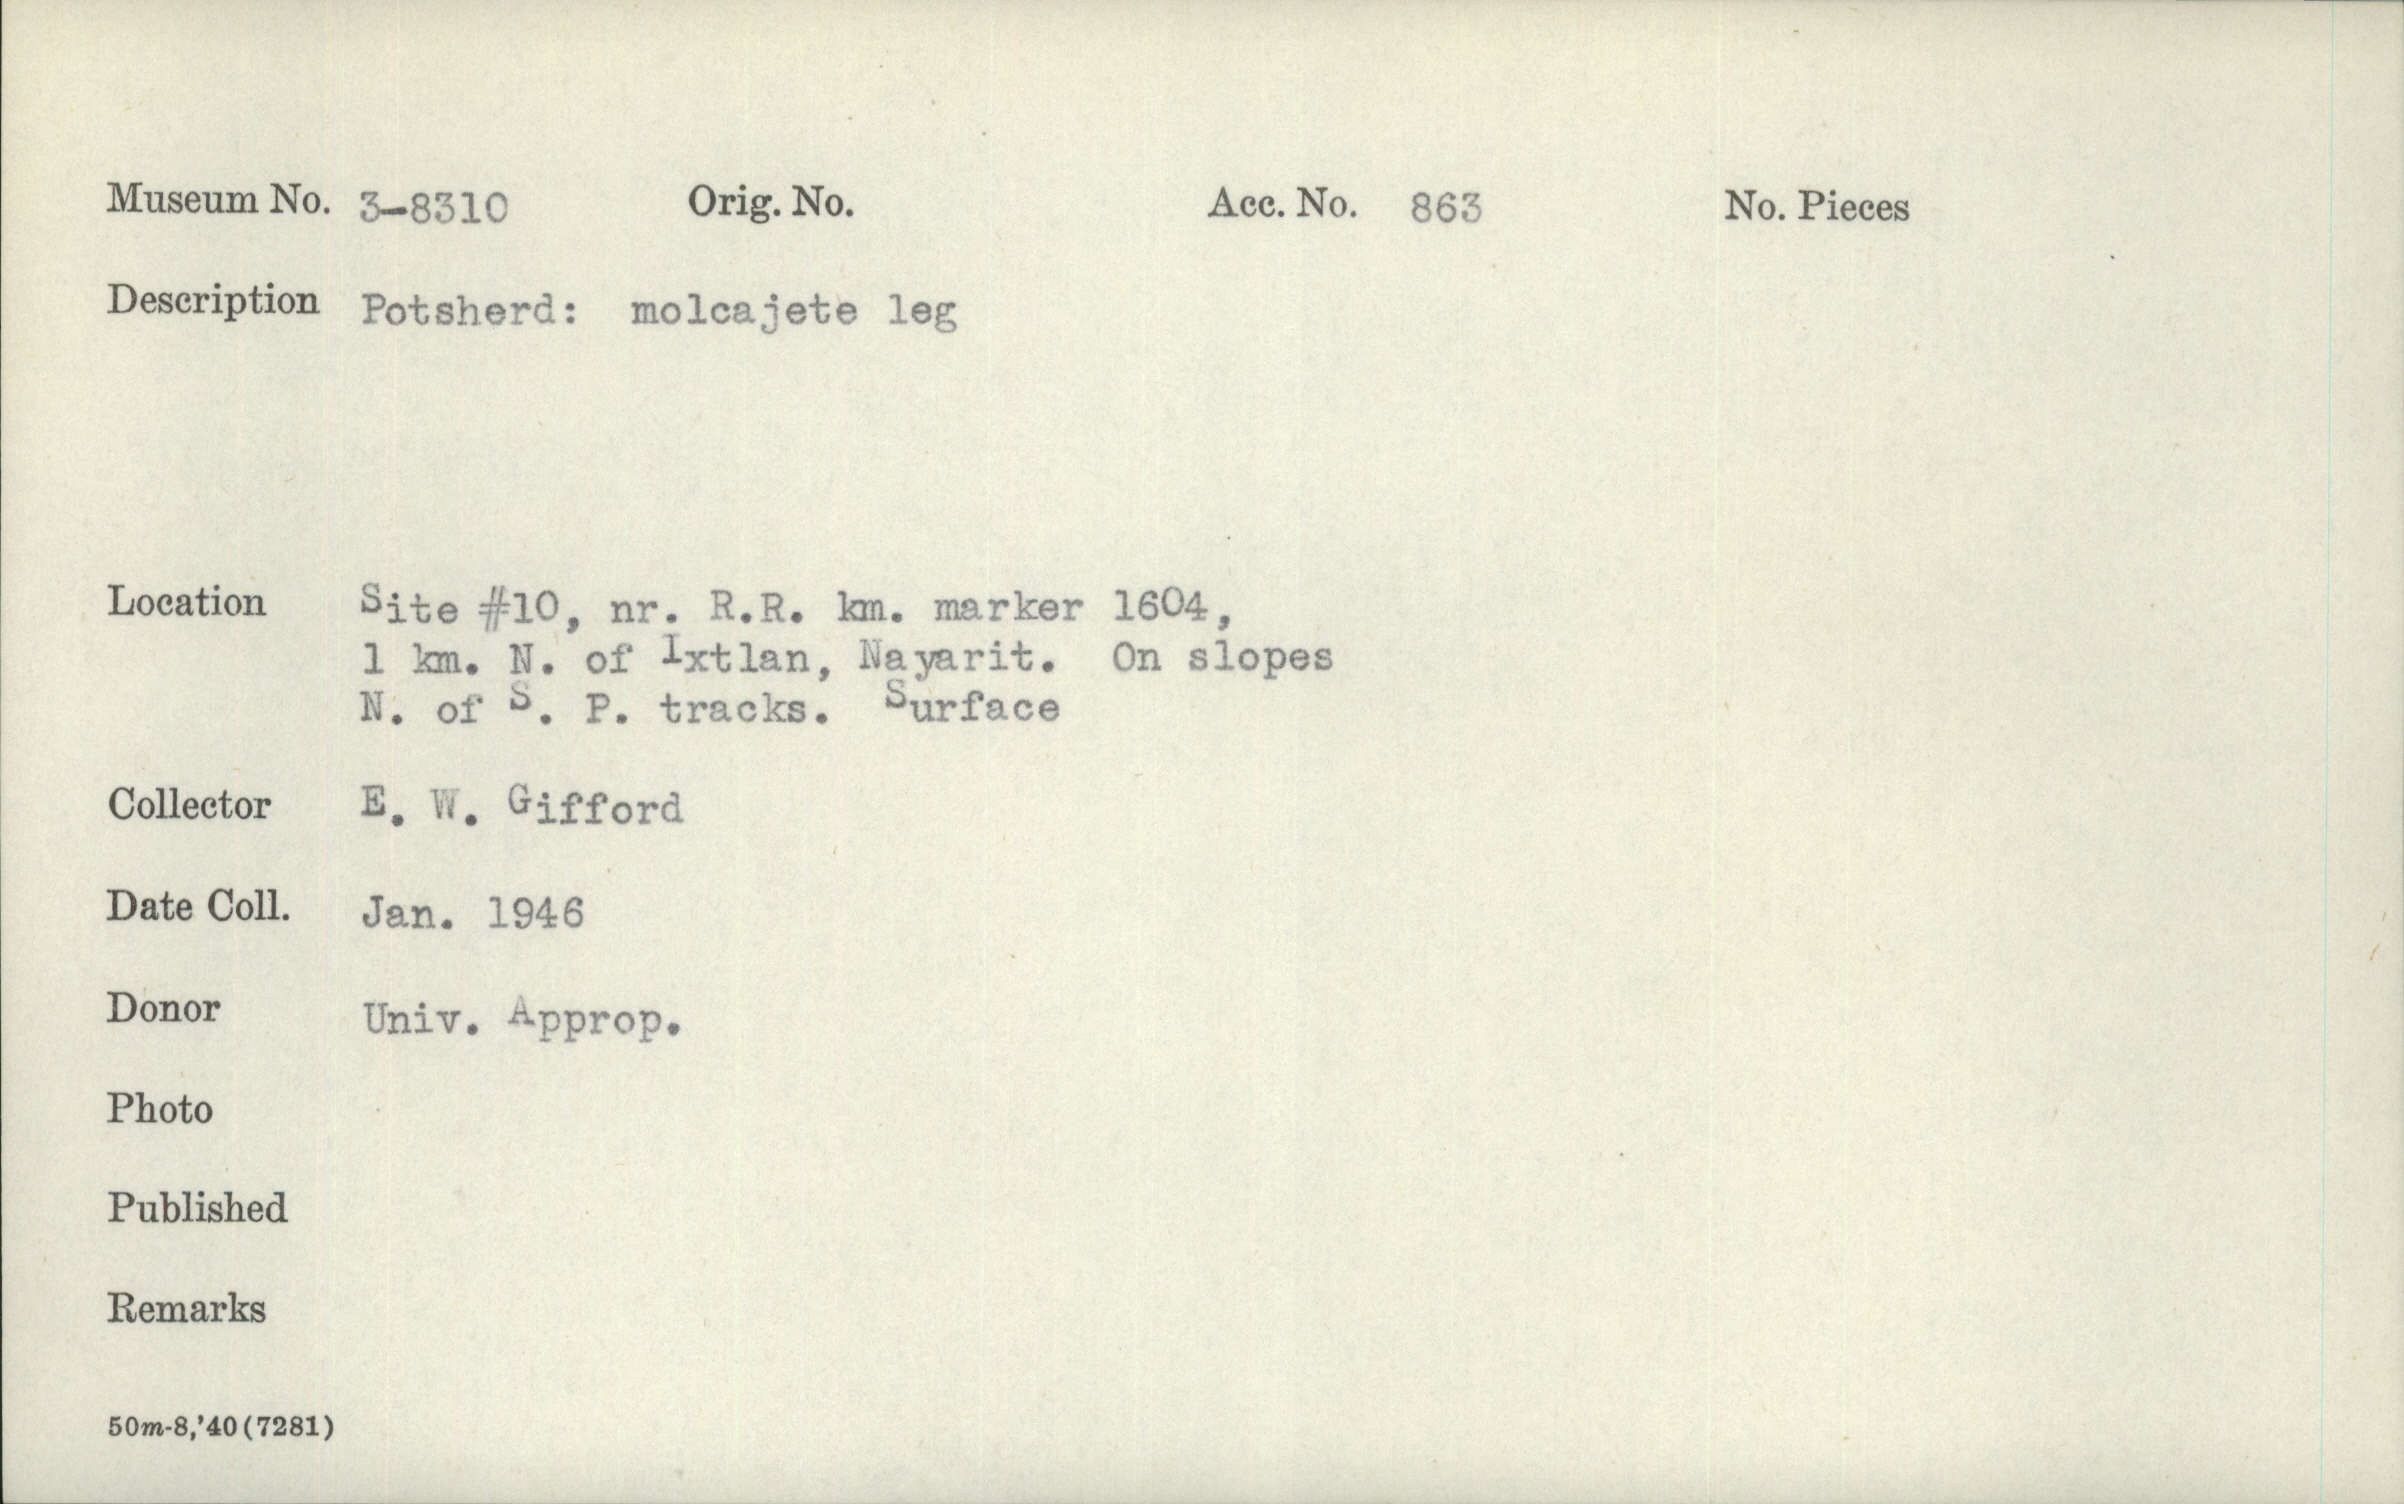 Museum No. 3-8310 Orig. No. Acc. No. 863 No. Pieces
Description Potsherd: molcajete leg
Location Site #10, nr. R.R. km. marker 1604,
1 km. N. of Ixtlan, Nayarit. On slopes
N. of S. P. tracks. Surface
Collector E. W. Gifford
Date Coll. Jan. 1946
Donor Univ. Approp.
Photo
Published
Remarks
50m-8,'40(7281)